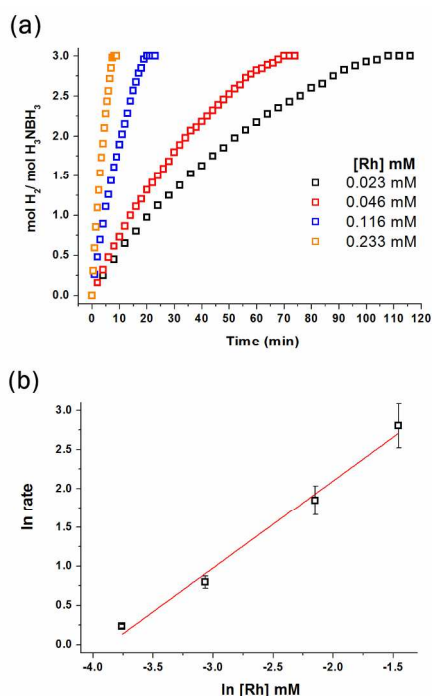 (a)
mol H2/ mol H3NBH3
3.0
2.5
2.0
1.5
1.0
0.5
0.0
[Rh] mM
0.023 mM
0.046 mM
0.116 mM
0.233 mM
0 10 20 30 40 50 60 70 80 90 100 110
Time (min)
(b)
ln rate
3.0
2.5
2.0
1.5
1.0
0.5
0.0
-4.0 -3.5 -3.0 -2.5 -2.0 -1.5
ln [Rh] mM